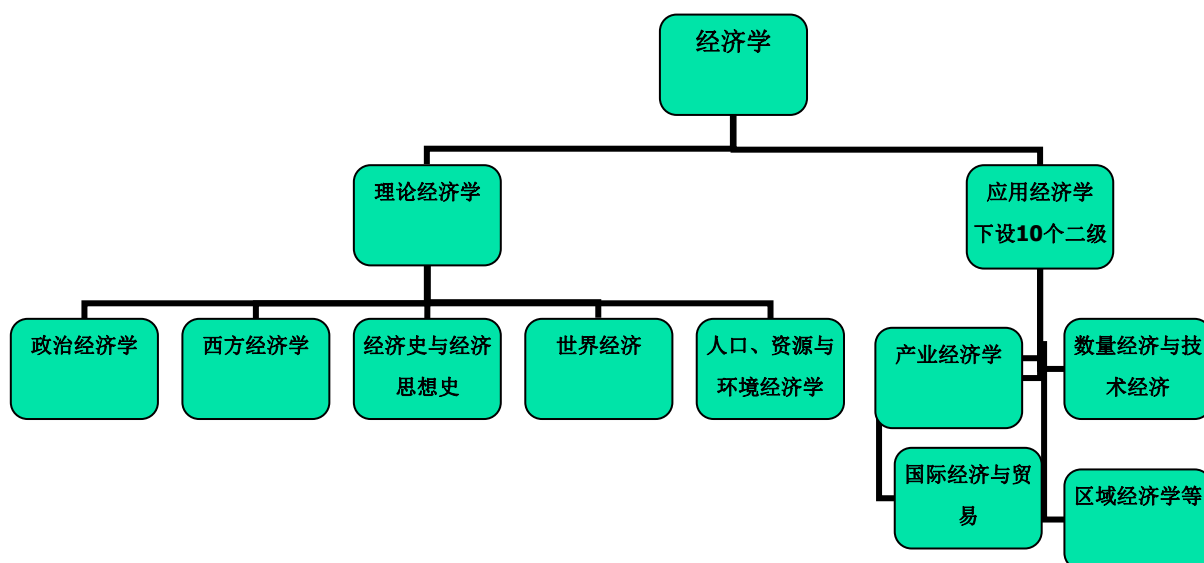 经济学
理论经济学
应用经济学
下设10个二级
政治经济学
西方经济学
经济史与经济
思想史
世界经济
人口、资源与
环境经济学
产业经济学
数量经济与技
术经济
国际经济与贸
易
区域经济学等